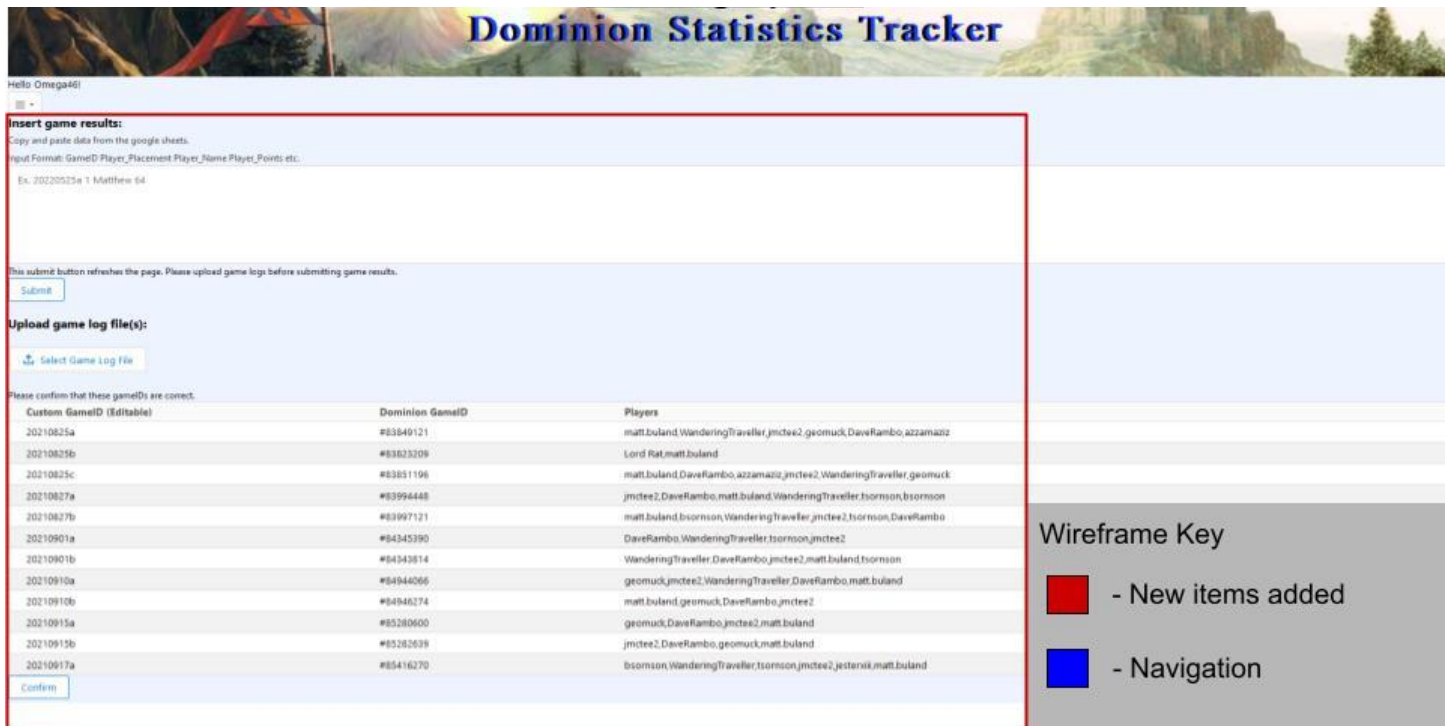 Dominion Statistics Tracker
Hello Omega46!
Insert game results:
Copy and paste data from the google sheets.
Input Format: GameID Player_Placement Player_Name Player_Points etc.
Ex. 20220525a 1 Matthew 64
This submit button refreshes the page. Please upload game logs before submitting game results.
Submit
Upload game log file(s):
Select Game Log File
Please confirm that these gameIDs are correct.
Custom GameID (Editable) Dominion GameID Players
20210825a #83849121 matt.buland,WanderingTraveller,jmctee2,geomuck,DaveRambo,azzamaziz
20210825b #83823209 Lord Rat,matt.buland
20210825c #83851196 matt.buland,DaveRambo,azzamaziz,jmctee2,WanderingTraveller,geomuck
20210827a #83994448 jmctee2,DaveRambo,matt.buland,WanderingTraveller,tsornson,bsornson
20210827b #83997121 matt.buland,bsornson,WanderingTraveller,jmctee2,tsornson,DaveRambo
20210901a #84345390 DaveRambo,WanderingTraveller,tsornson,jmctee2
20210901b #84343814 WanderingTraveller,DaveRambo,jmctee2,matt.buland,tsornson
20210910a #84944066 geomuck,jmctee2,WanderingTraveller,DaveRambo,matt.buland
20210910b #84946274 matt.buland,geomuck,DaveRambo,jmctee2
20210915a #85280600 geomuck,DaveRambo,jmctee2,matt.buland
20210915b #85282639 jmctee2,DaveRambo,geomuck,matt.buland
20210917a #85416270 bsornson,WanderingTraveller,tsornson,jmctee2,jesterxiii,matt.buland
Confirm
Wireframe Key
- New items added
- Navigation